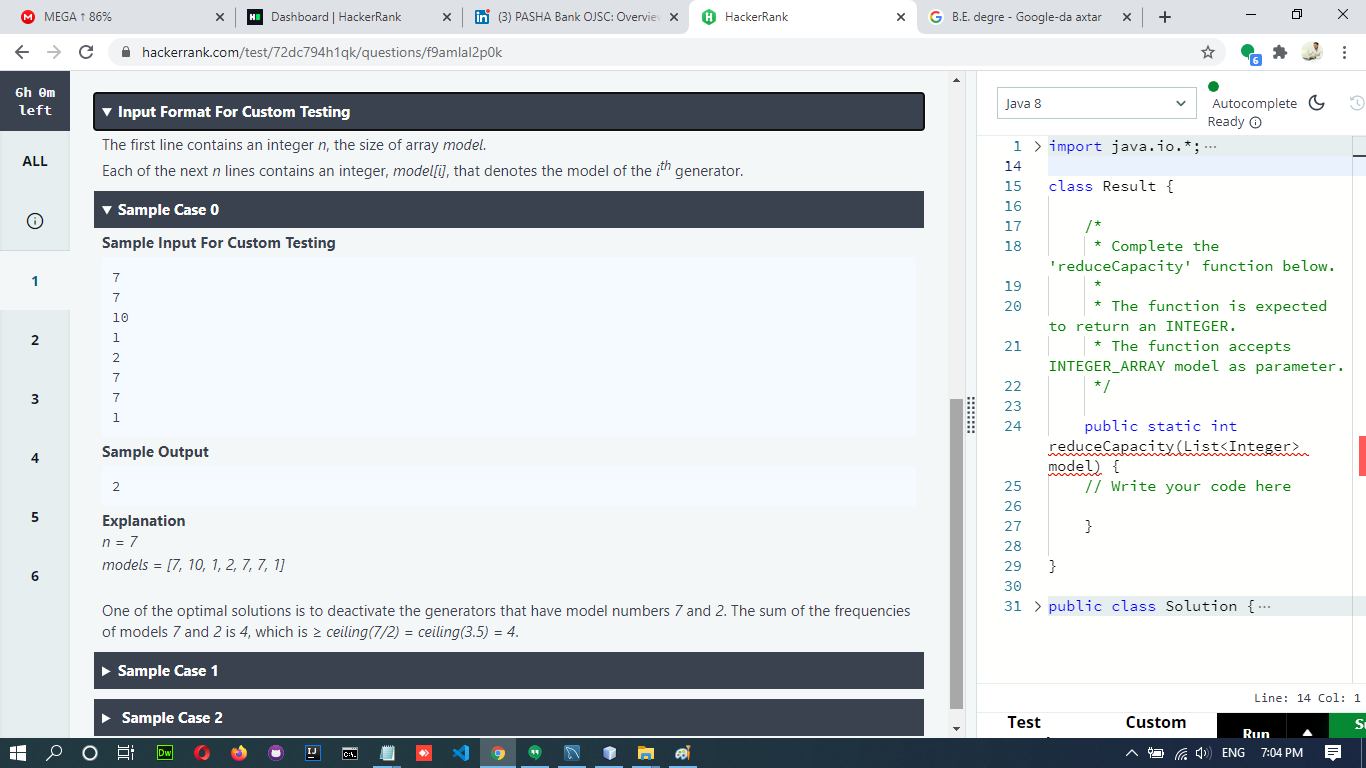 MEGA ↑ 86%
Dashboard | HackerRank
(3) PASHA Bank OJSC: Overvie
HackerRank
B.E. degre - Google-da axtar
hackerrank.com/test/72dc794h1qk/questions/f9amlal2p0k
6
6h 0m
left
ALL
1
2
3
4
5
6
▼ Input Format For Custom Testing
The first line contains an integer n, the size of array model.
Each of the next n lines contains an integer, model[i], that denotes the model of the ith generator.
▼ Sample Case 0
Sample Input For Custom Testing
7
7
10
1
2
7
7
1
Sample Output
2
Explanation
n = 7
models = [7, 10, 1, 2, 7, 7, 1]
One of the optimal solutions is to deactivate the generators that have model numbers 7 and 2. The sum of the frequencies
of models 7 and 2 is 4, which is ≥ ceiling(7/2) = ceiling(3.5) = 4.
▶ Sample Case 1
▶ Sample Case 2
Java 8
Autocomplete
Ready
1 > import java.io.*; ···
14
15 class Result {
16
17 /*
18 * Complete the
'reduceCapacity' function below.
19 *
20 * The function is expected
to return an INTEGER.
21 * The function accepts
INTEGER_ARRAY model as parameter.
22 */
23
24 public static int
reduceCapacity(List<Integer>
model) {
25 // Write your code here
26
27 }
28
29 }
30
31 > public class Solution { ···
Line: 14 Col: 1
Test
Custom
Run
Dw
IJ
ENG
7:04 PM